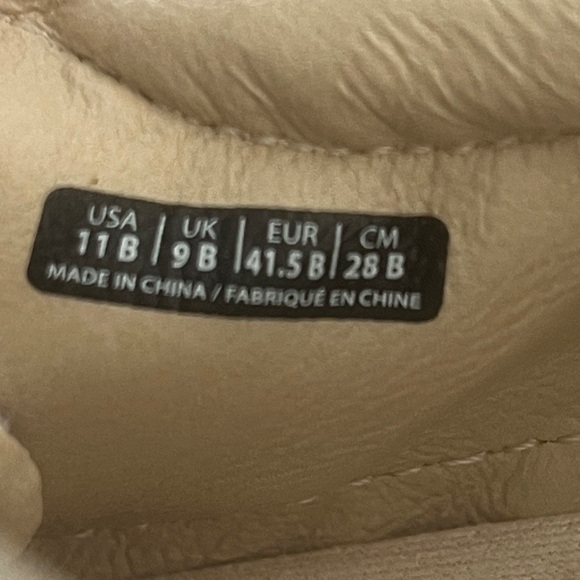 USA | UK | EUR | CM
11 B | 9 B | 41.5 B | 28 B
MADE IN CHINA / FABRIQUÉ EN CHINE